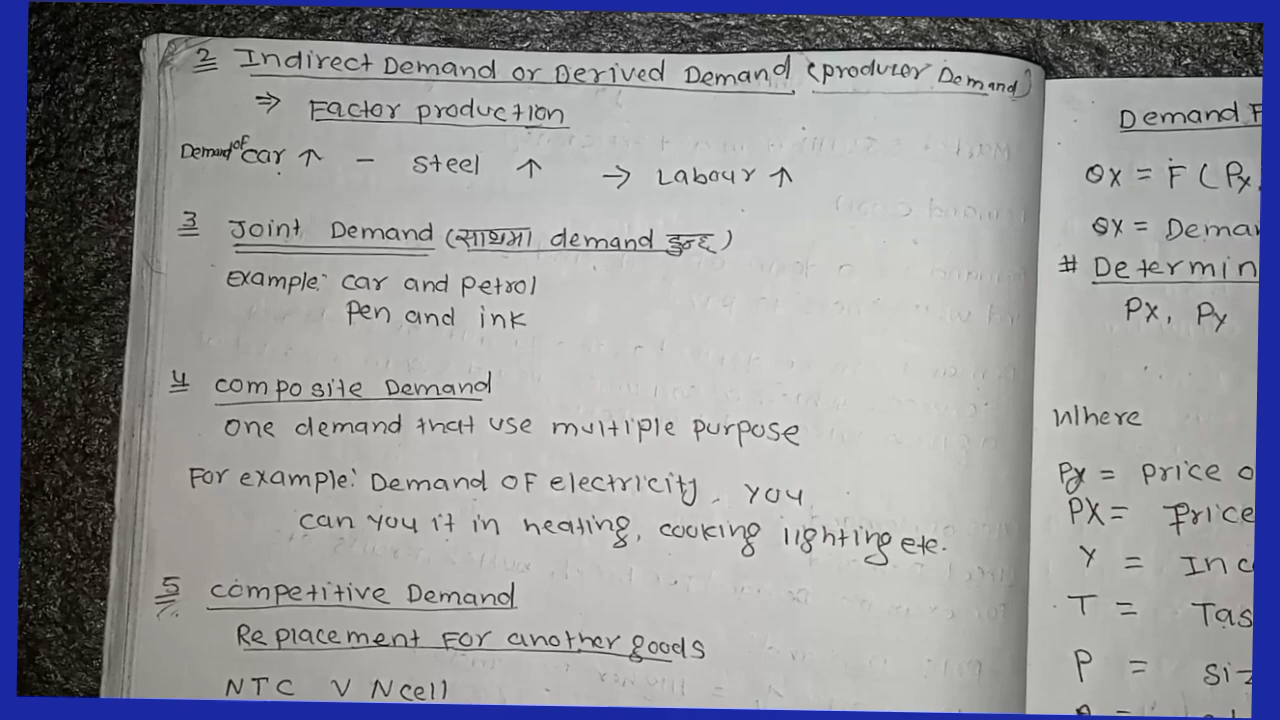 2 Indirect Demand or Derived Demand (producer Demand)
⇒ Factor production
Demand of car ↑ - Steel ↑ → Labour ↑
3 Joint Demand (साथमा demand हुन्छ)
Example: car and petrol
Pen and ink
4 composite Demand
one demand that use multiple purpose
For example: Demand of electricity, you
can you it in heating, cooking lighting etc.
5 competitive Demand
Replacement For another goods
NTC V Ncell
Demand F
QX = F (Px,
QX = Demar
# Determin
PX, Py
Where
Py = price o
PX = Price
Y = Inc
T = Tas
P = Siz